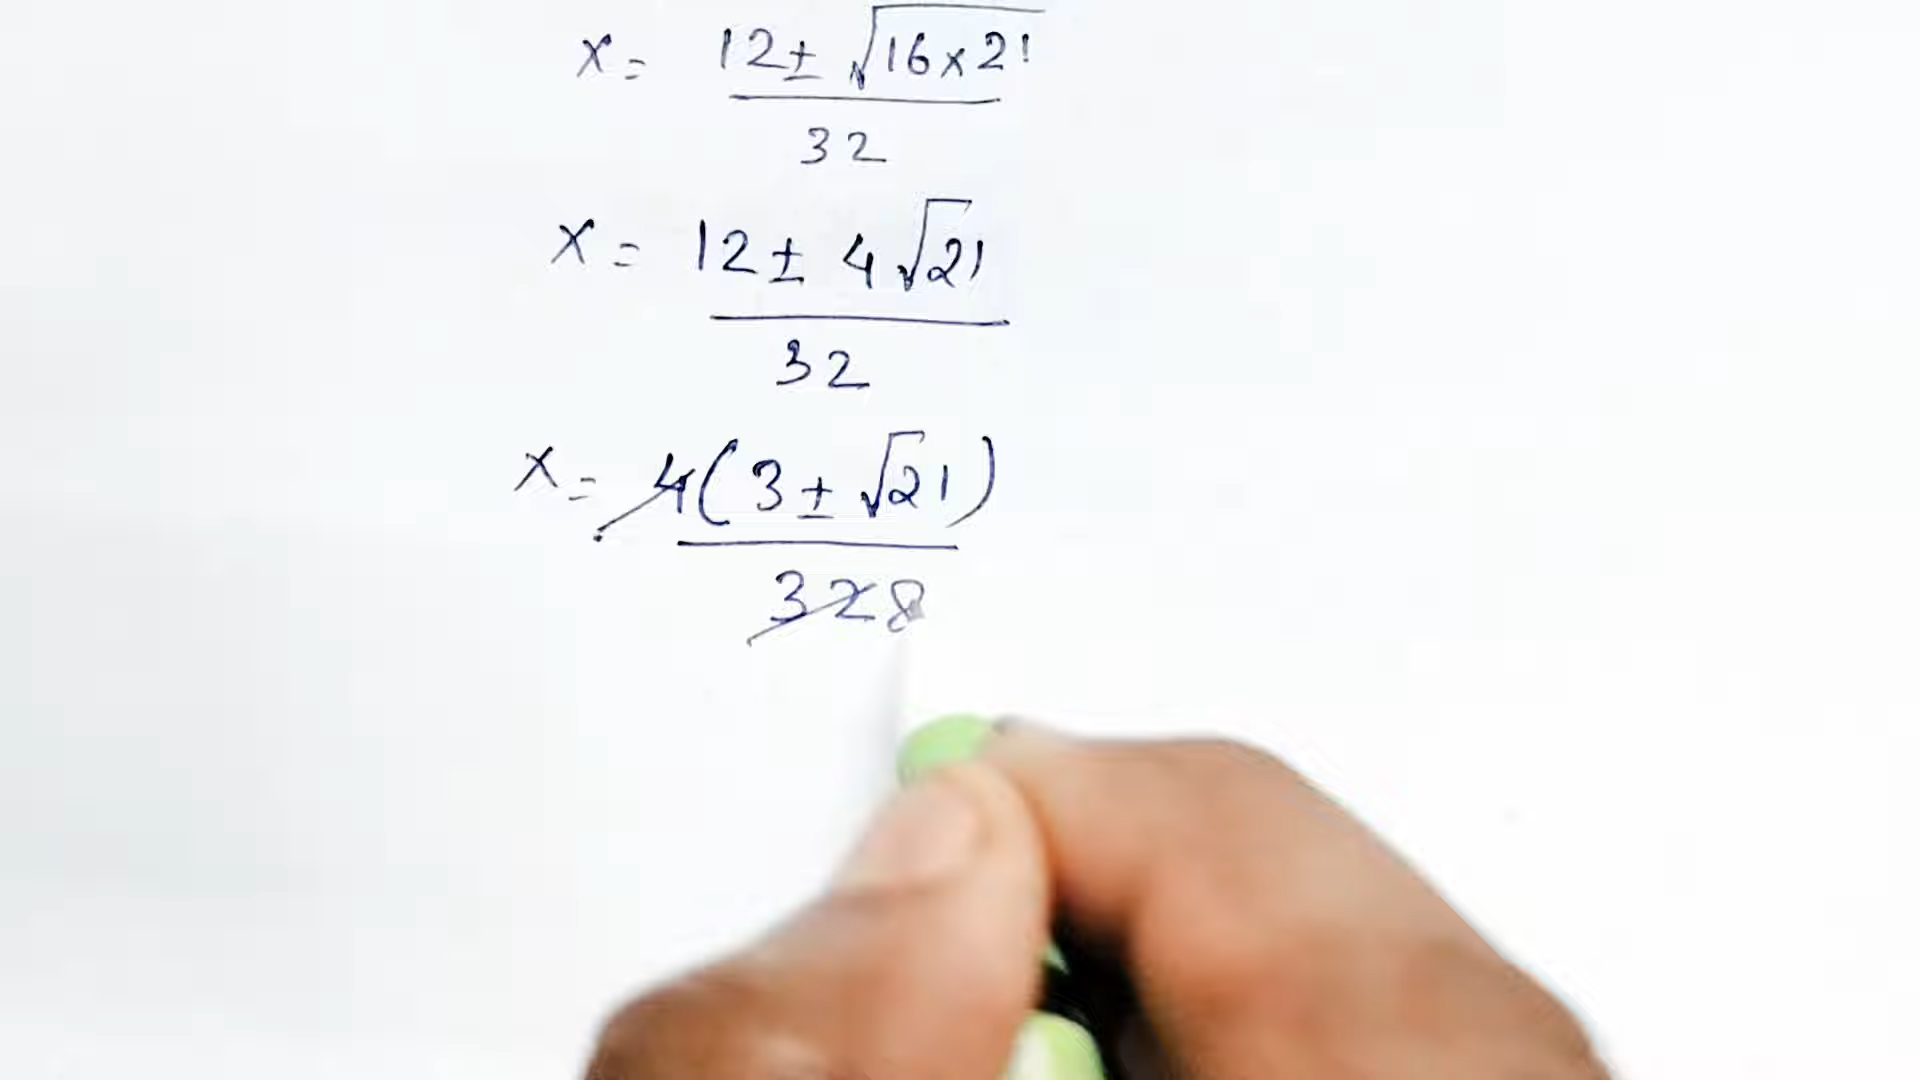 x = 12 ± √16×21
32
x = 12 ± 4√21
32
x = 4(3 ± √21)
32 8